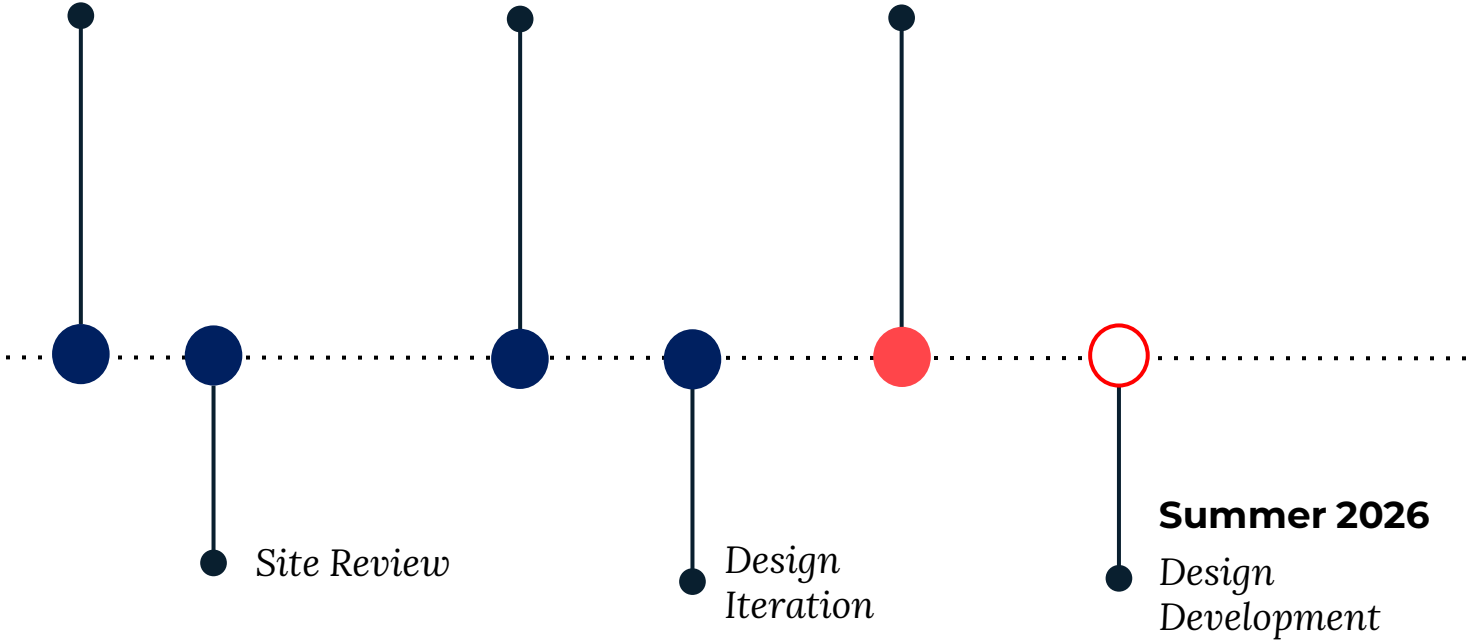 Site Review
Design
Iteration
Summer 2026
Design
Development